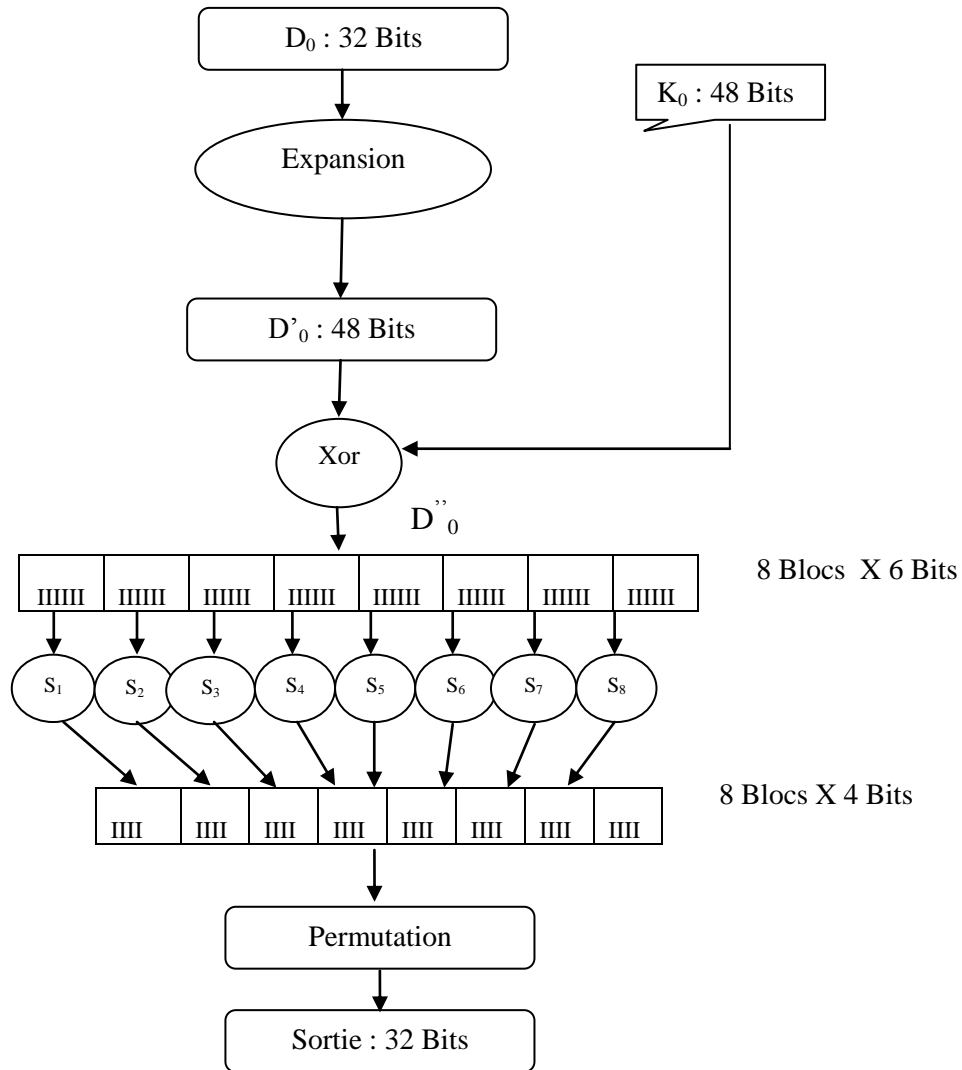 D₀ : 32 Bits
K₀ : 48 Bits
Expansion
D’₀ : 48 Bits
Xor
D’’₀
8 Blocs X 6 Bits
IIIIII IIIIII IIIIII IIIIII IIIIII IIIIII IIIIII IIIIII
S₁ S₂ S₃ S₄ S₅ S₆ S₇ S₈
8 Blocs X 4 Bits
IIII IIII IIII IIII IIII IIII IIII IIII
Permutation
Sortie : 32 Bits